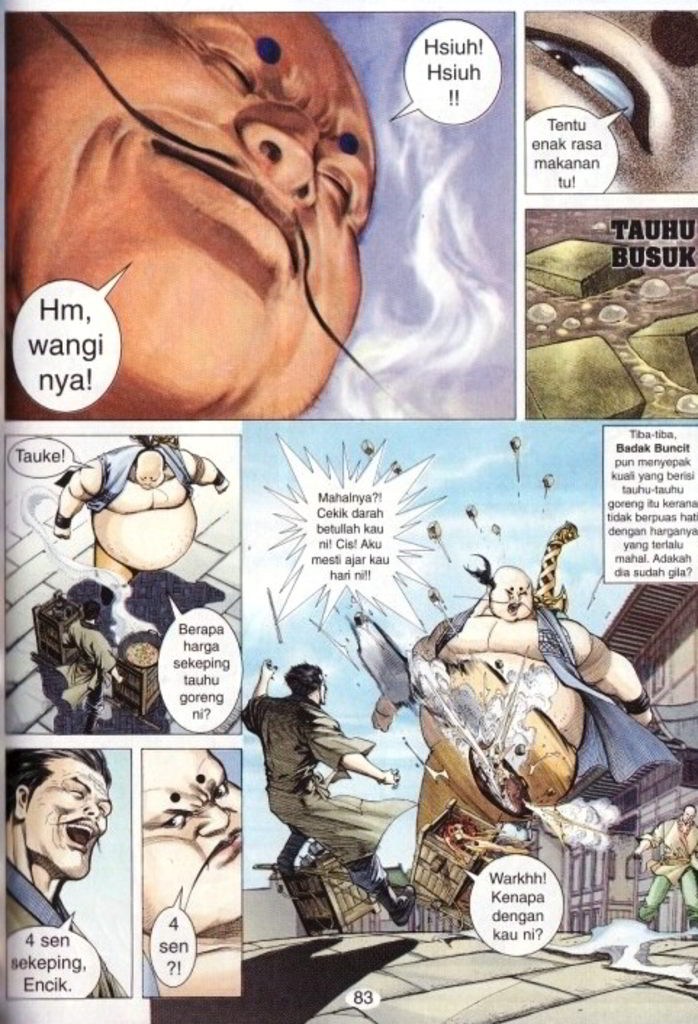 Hsiuh!
Hsiuh
!!
Hm,
wangi
nya!
Tentu
enak rasa
makanan
tu!
TAUHU
BUSUK
Tauke!
Berapa
harga
sekeping
tauhu
goreng
ni?
4 sen
sekeping,
Encik.
4
sen
?!
Mahalnya?!
Cekik darah
betullah kau
ni! Cis! Aku
mesti ajar kau
hari ni!!
Tiba-tiba,
Badak Buncit
pun menyepak
kuali yang berisi
tauhu-tauhu
goreng itu kerana
tidak berpuas hati
dengan harganya
yang terlalu
mahal. Adakah
dia sudah gila?
Warkhh!
Kenapa
dengan
kau ni?
83